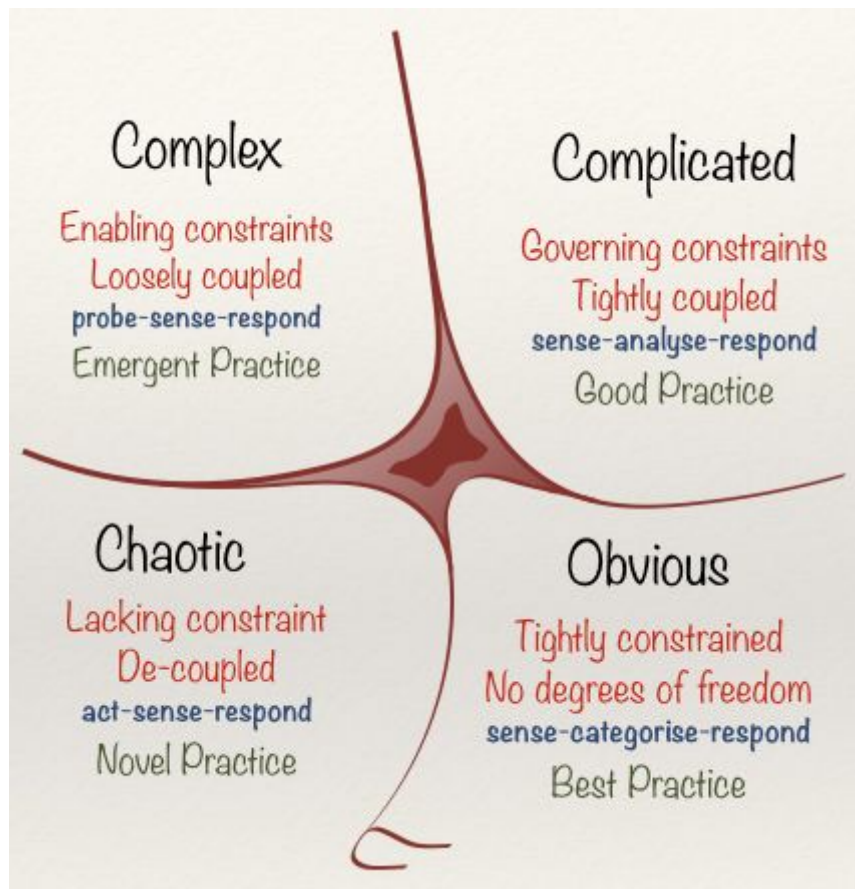 Complex
Enabling constraints
Loosely coupled
probe-sense-respond
Emergent Practice
Complicated
Governing constraints
Tightly coupled
sense-analyse-respond
Good Practice
Chaotic
Lacking constraint
De-coupled
act-sense-respond
Novel Practice
Obvious
Tightly constrained
No degrees of freedom
sense-categorise-respond
Best Practice